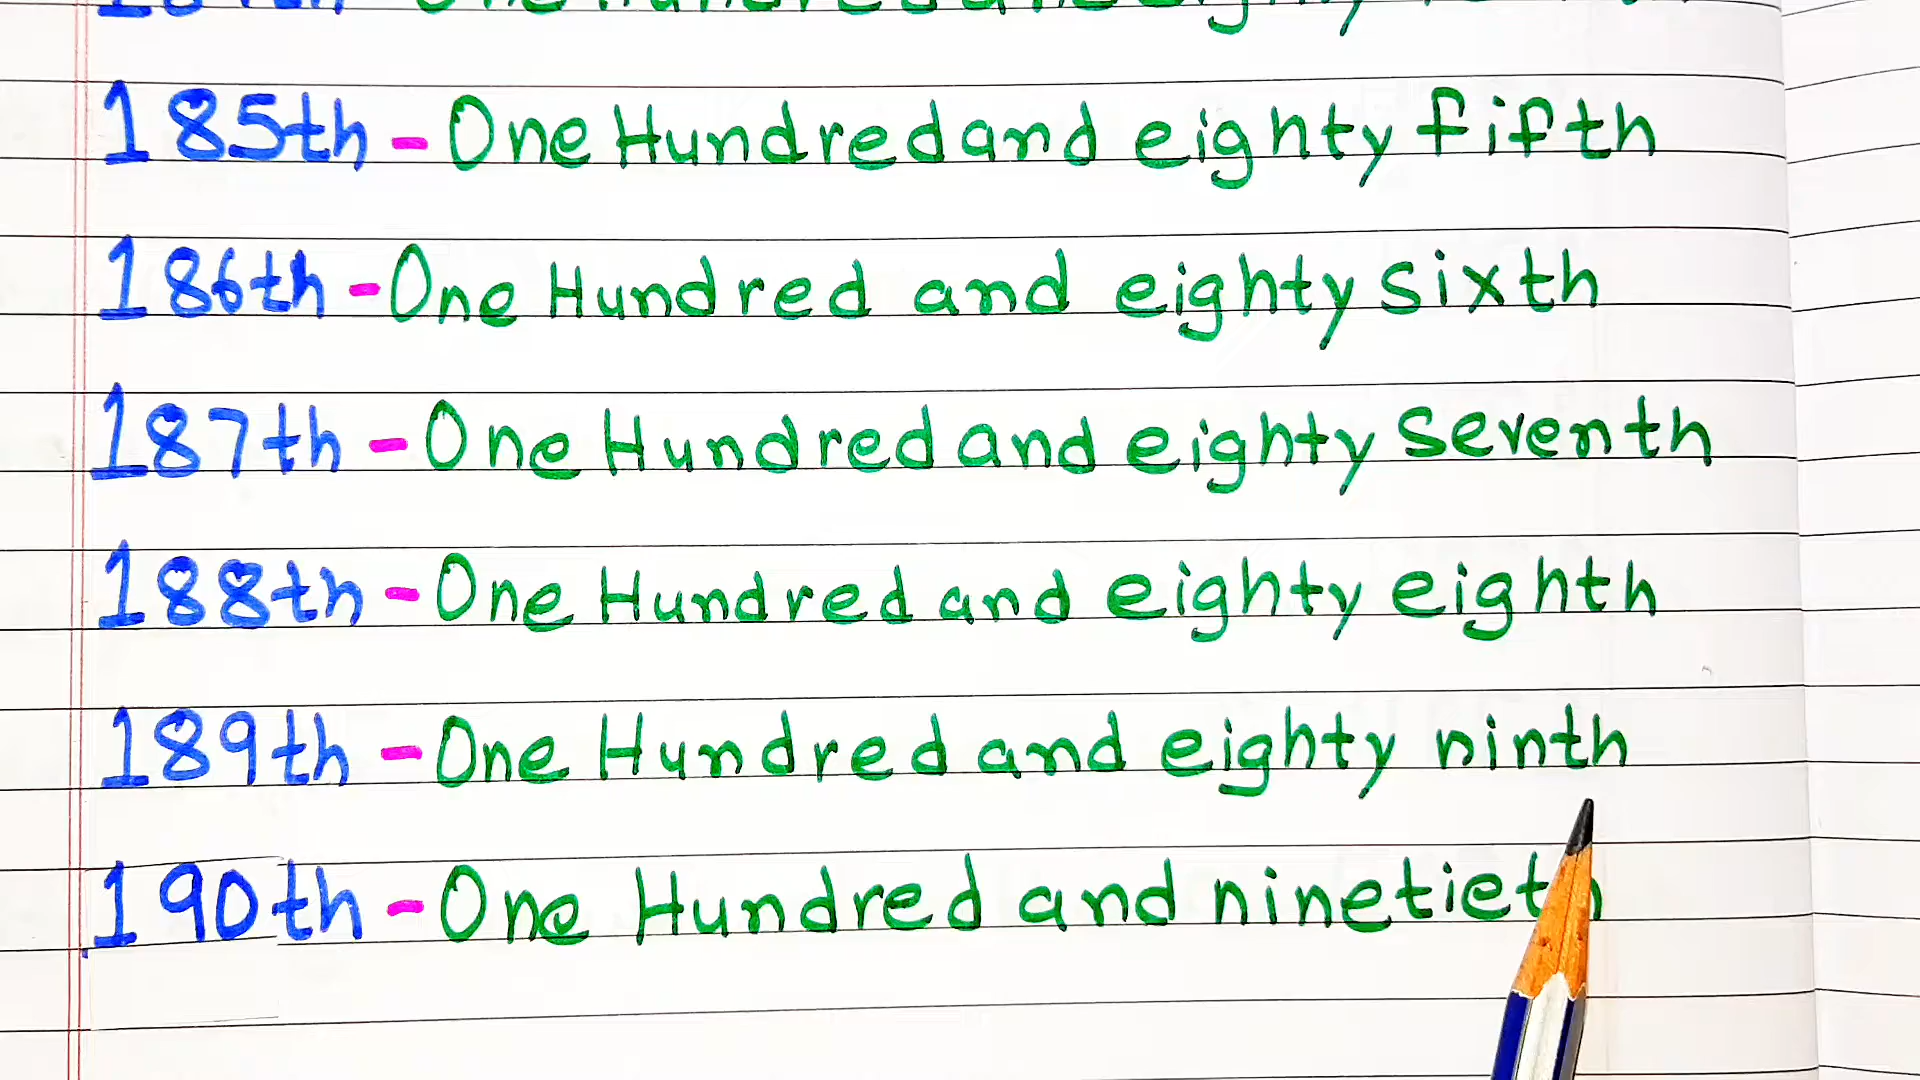 185th - One Hundred and eighty fifth
186th - One Hundred and eighty sixth
187th - One Hundred and eighty seventh
188th - One Hundred and eighty eighth
189th - One Hundred and eighty ninth
190th - One Hundred and ninetieth